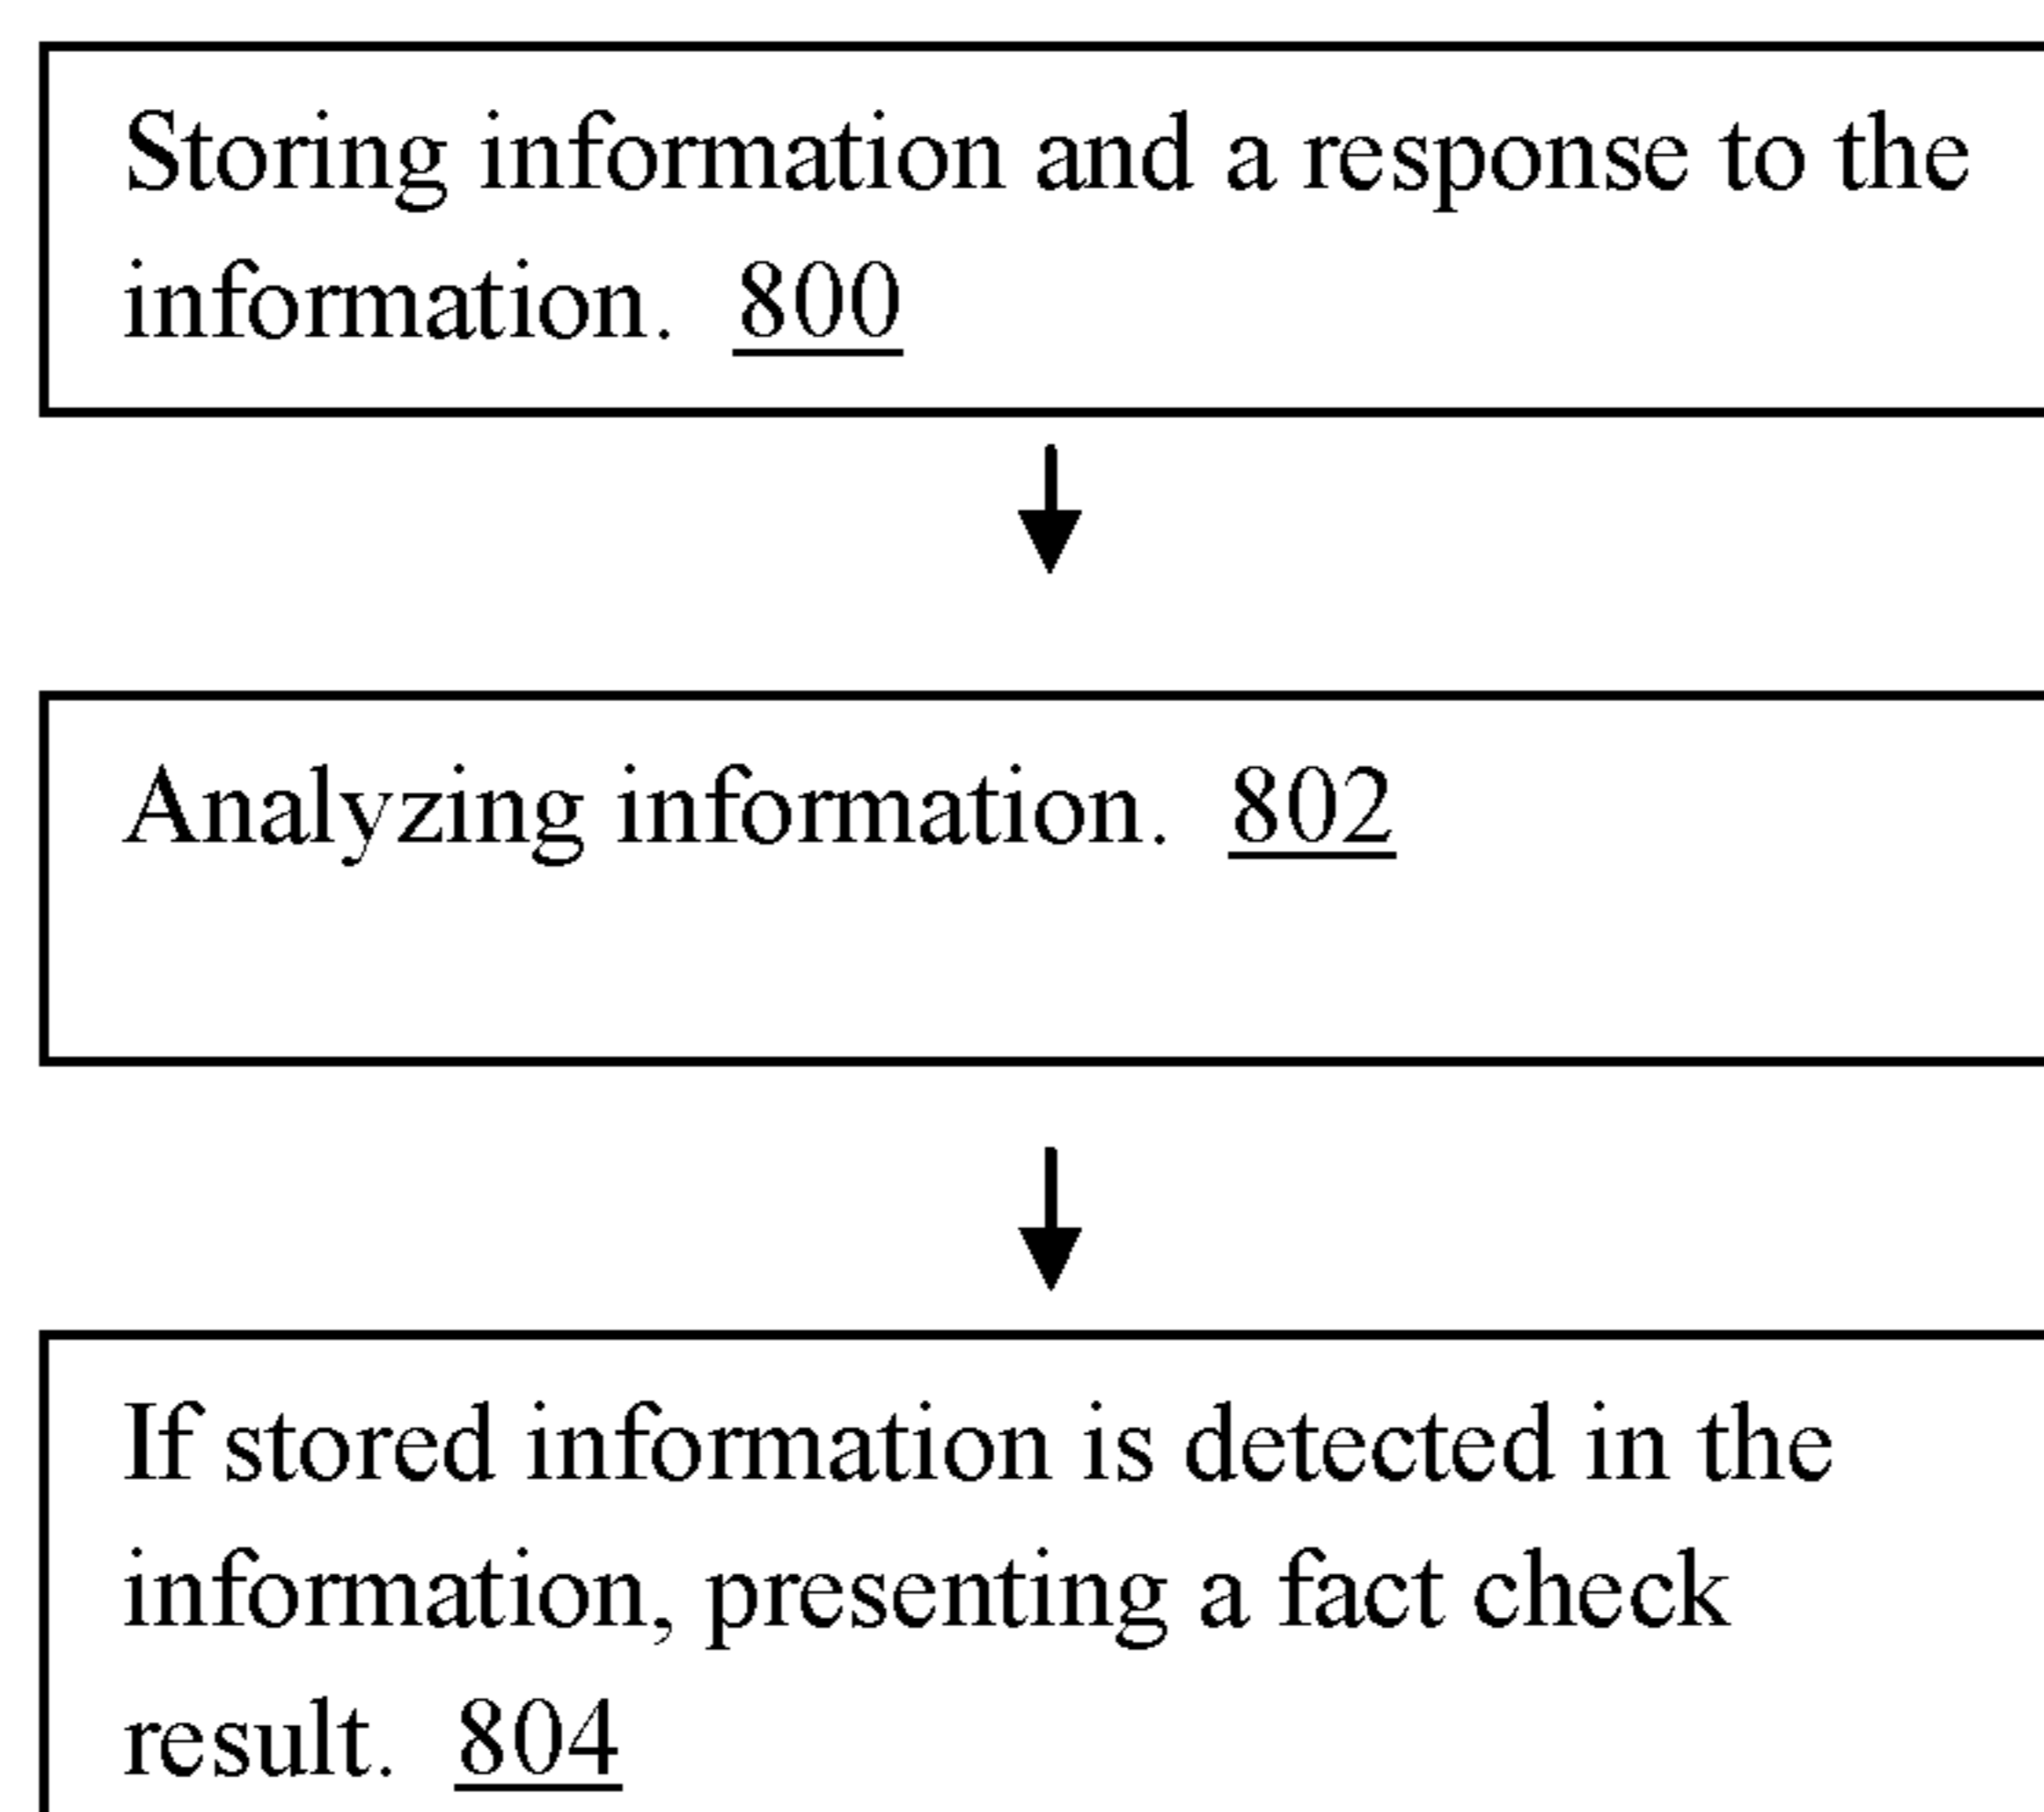 Storing information and a response to the
information. 800
Analyzing information. 802
If stored information is detected in the
information, presenting a fact check
result. 804